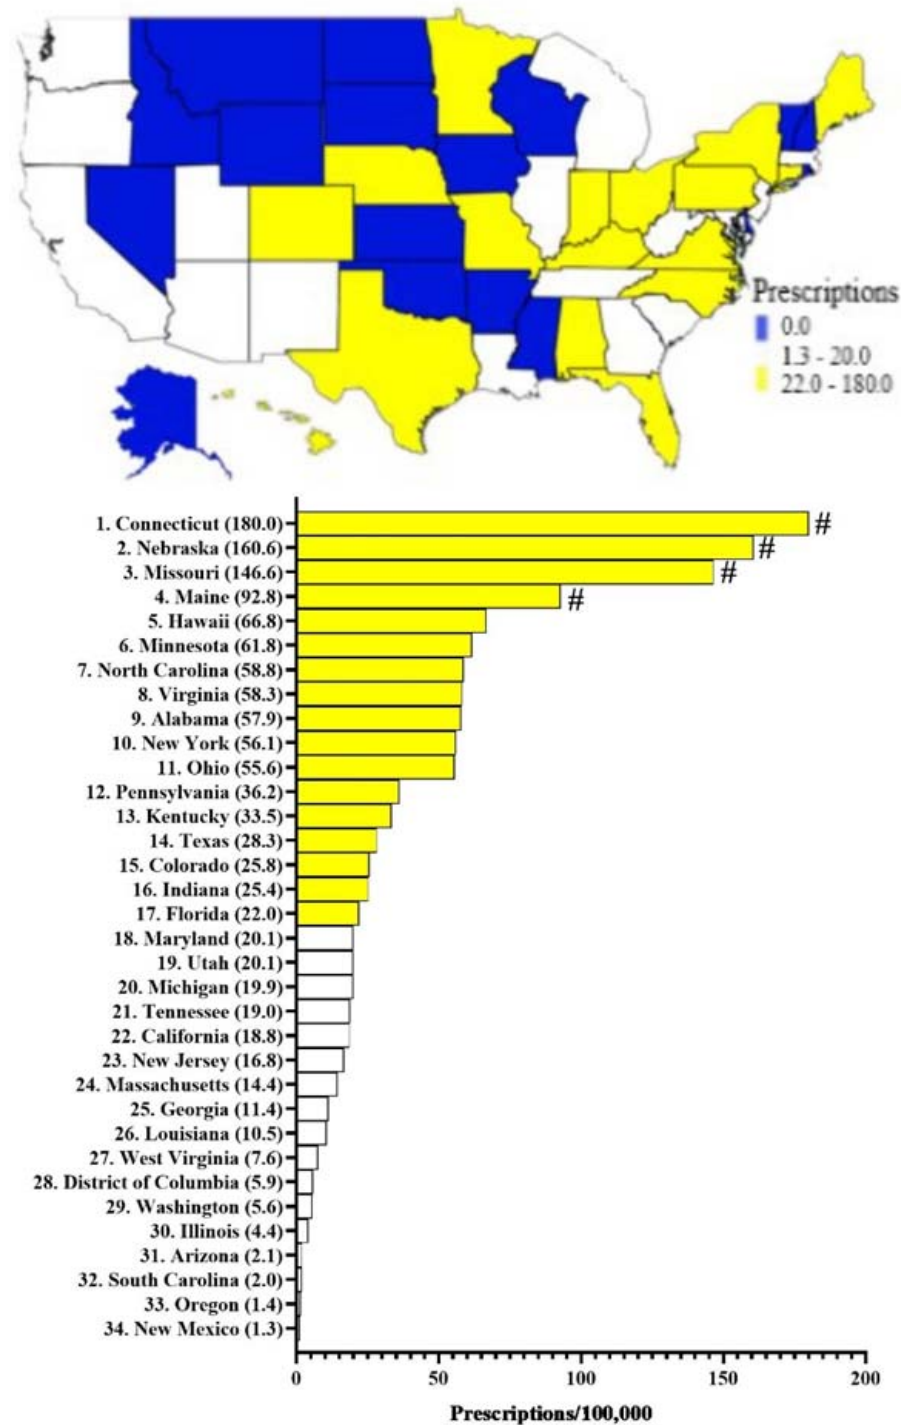 Prescriptions
0.0
1.3 - 20.0
22.0 - 180.0
1. Connecticut (180.0) #
2. Nebraska (160.6) #
3. Missouri (146.6) #
4. Maine (92.8) #
5. Hawaii (66.8)
6. Minnesota (61.8)
7. North Carolina (58.8)
8. Virginia (58.3)
9. Alabama (57.9)
10. New York (56.1)
11. Ohio (55.6)
12. Pennsylvania (36.2)
13. Kentucky (33.5)
14. Texas (28.3)
15. Colorado (25.8)
16. Indiana (25.4)
17. Florida (22.0)
18. Maryland (20.1)
19. Utah (20.1)
20. Michigan (19.9)
21. Tennessee (19.0)
22. California (18.8)
23. New Jersey (16.8)
24. Massachusetts (14.4)
25. Georgia (11.4)
26. Louisiana (10.5)
27. West Virginia (7.6)
28. District of Columbia (5.9)
29. Washington (5.6)
30. Illinois (4.4)
31. Arizona (2.1)
32. South Carolina (2.0)
33. Oregon (1.4)
34. New Mexico (1.3)
0 50 100 150 200
Prescriptions/100,000